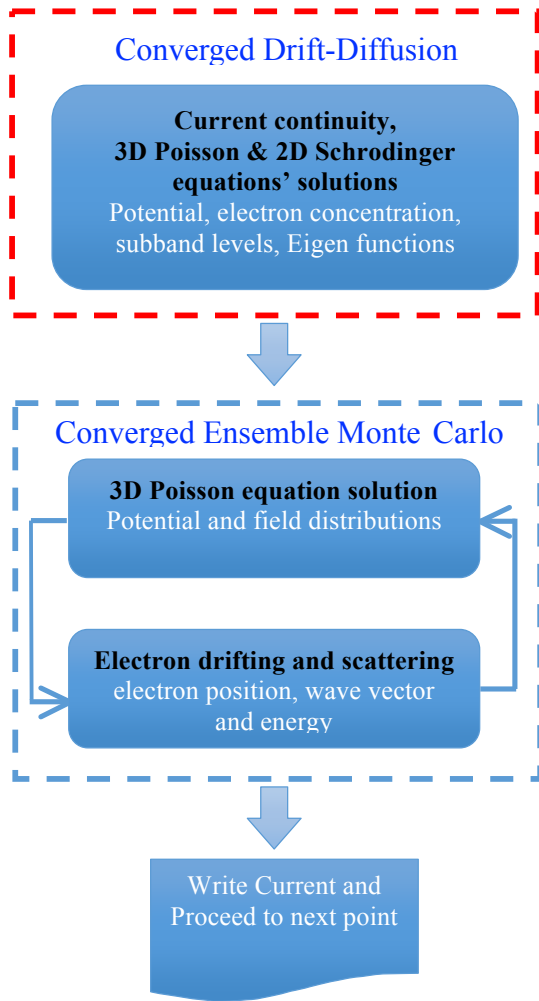 Converged Drift-Diffusion
Current continuity,
3D Poisson & 2D Schrodinger
equations’ solutions
Potential, electron concentration,
subband levels, Eigen functions
Converged Ensemble Monte Carlo
3D Poisson equation solution
Potential and field distributions
Electron drifting and scattering
electron position, wave vector
and energy
Write Current and
Proceed to next point